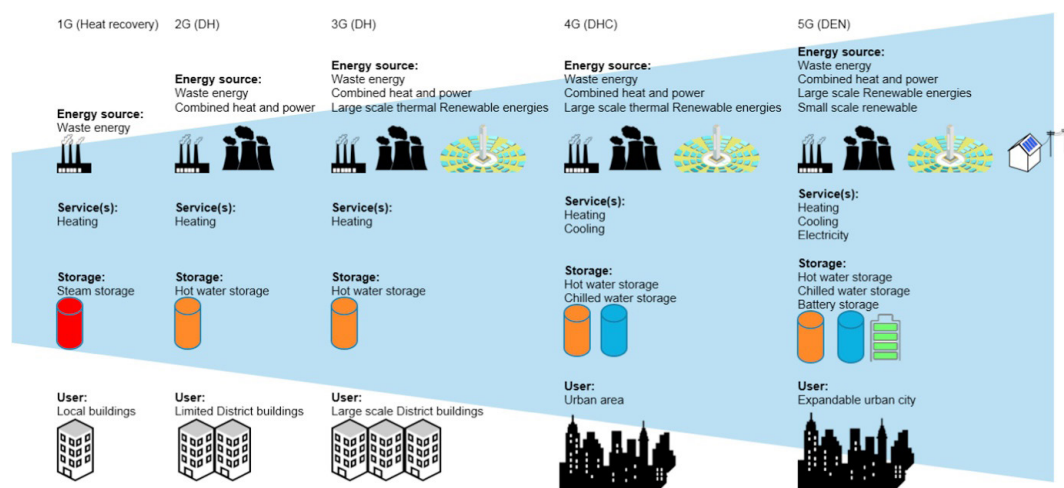 1G (Heat recovery)
Energy source:
Waste energy
Service(s):
Heating
Storage:
Steam storage
User:
Local buildings
2G (DH)
Energy source:
Waste energy
Combined heat and power
Service(s):
Heating
Storage:
Hot water storage
User:
Limited District buildings
3G (DH)
Energy source:
Waste energy
Combined heat and power
Large scale thermal Renewable energies
Service(s):
Heating
Storage:
Hot water storage
User:
Large scale District buildings
4G (DHC)
Energy source:
Waste energy
Combined heat and power
Large scale thermal Renewable energies
Service(s):
Heating
Cooling
Storage:
Hot water storage
Chilled water storage
User:
Urban area
5G (DEN)
Energy source:
Waste energy
Combined heat and power
Large scale Renewable energies
Small scale renewable
Service(s):
Heating
Cooling
Electricity
Storage:
Hot water storage
Chilled water storage
Battery storage
User:
Expandable urban city